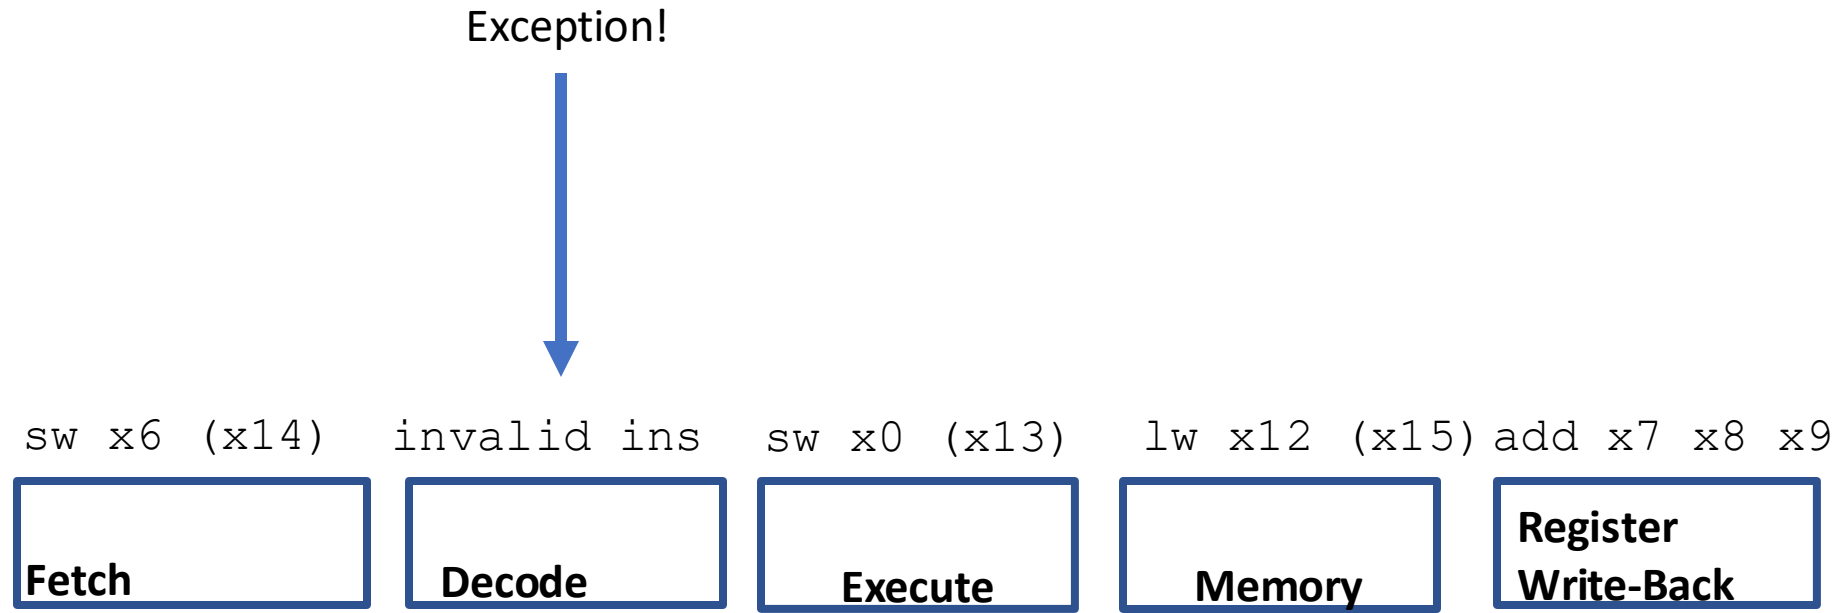 Exception!
sw x6 (x14) invalid ins sw x0 (x13) lw x12 (x15) add x7 x8 x9
Fetch
Decode
Execute
Memory
Register
Write-Back